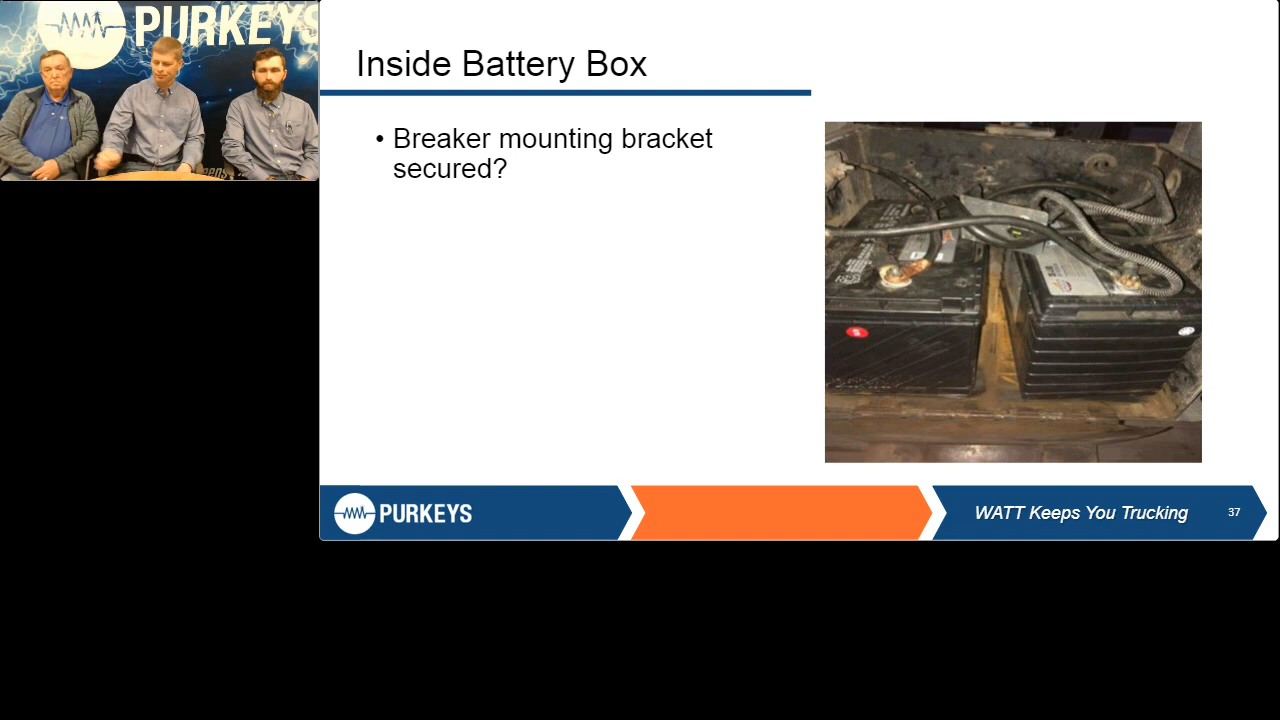 PURKEYS
Inside Battery Box
• Breaker mounting bracket
secured?
PURKEYS
WATT Keeps You Trucking
37